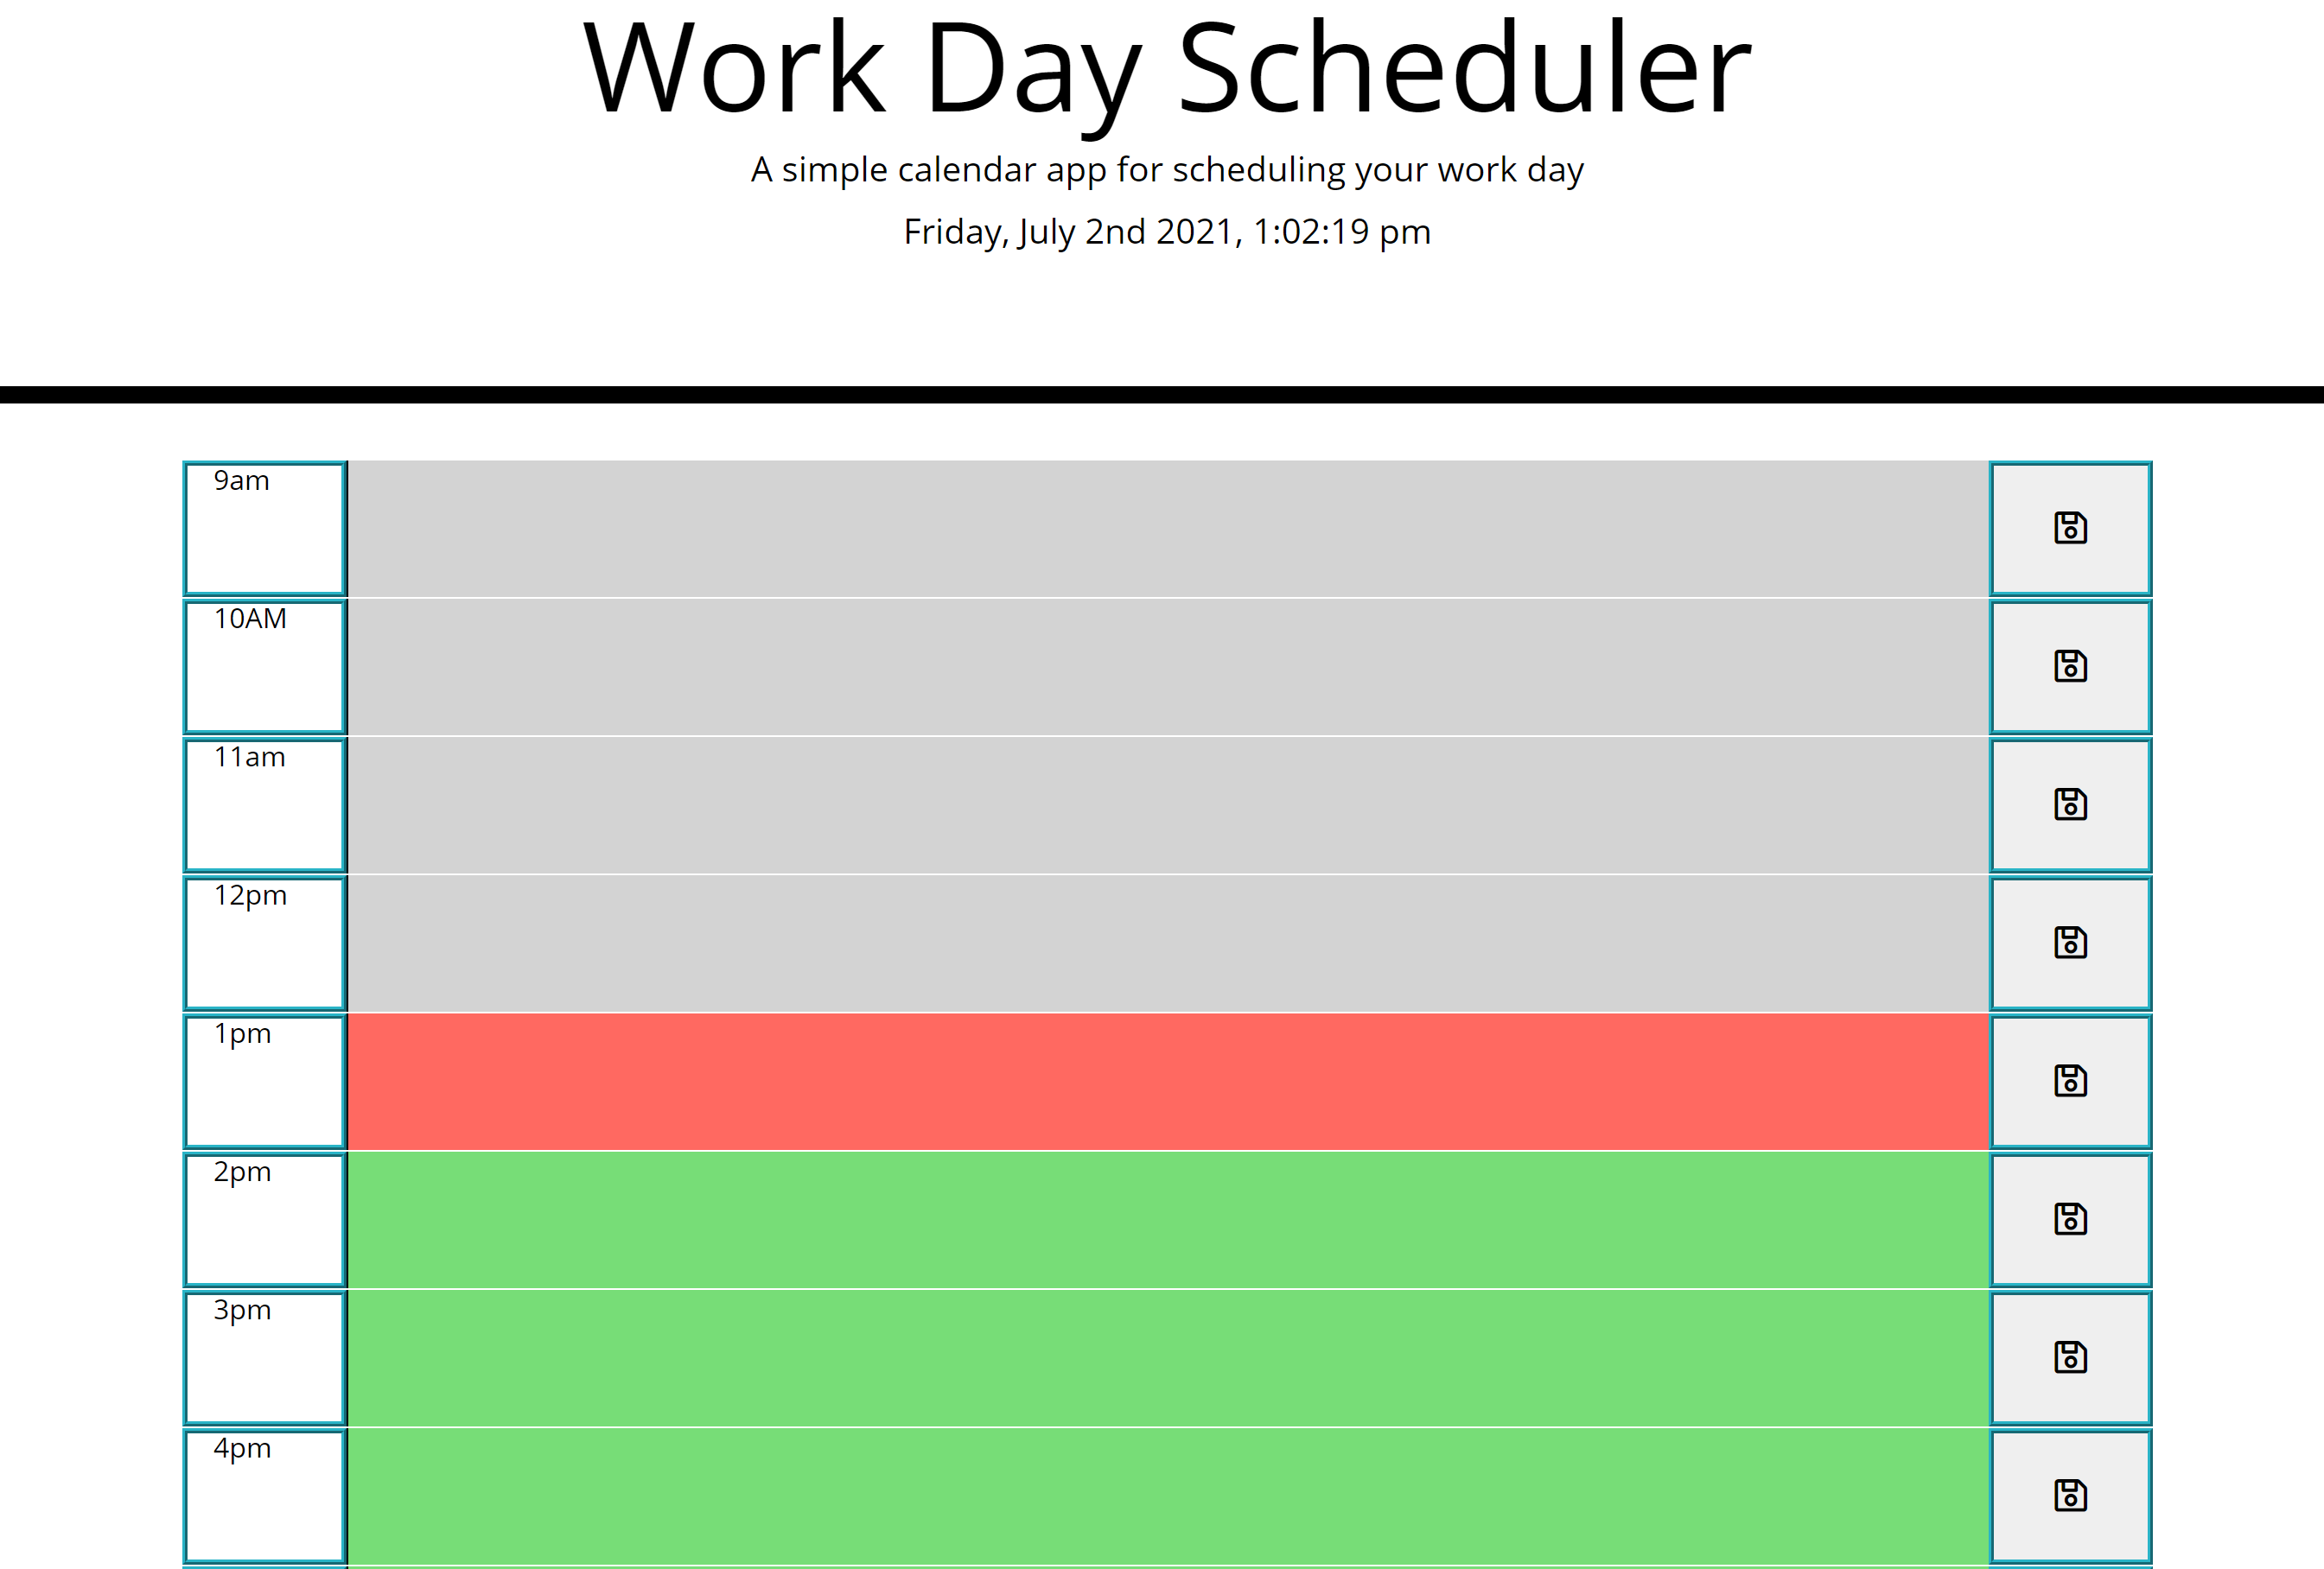 Work Day Scheduler
A simple calendar app for scheduling your work day
Friday, July 2nd 2021, 1:02:19 pm
9am
10AM
11am
12pm
1pm
2pm
3pm
4pm